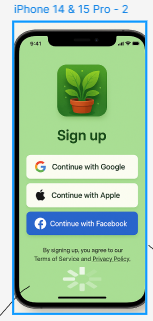 iPhone 14 & 15 Pro - 2
9:41
Sign up
Continue with Google
Continue with Apple
Continue with Facebook
By signing up, you agree to our
Terms of Service and Privacy Policy.